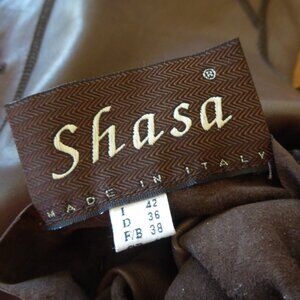 Shasa®
MADE IN ITALY
I 42
D 36
F/B 38